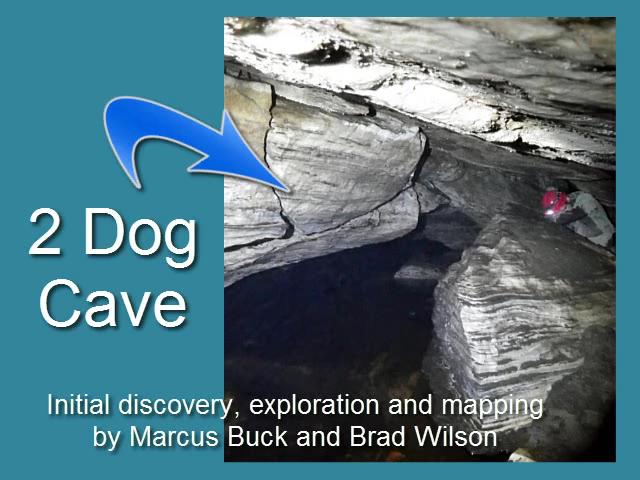 2 Dog
Cave
Initial discovery, exploration and mapping
by Marcus Buck and Brad Wilson